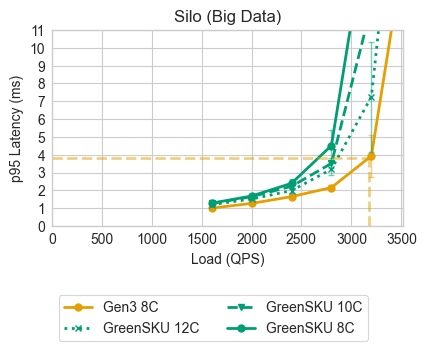 Silo (Big Data)
11
10
9
8
7
6
5
4
3
2
1
0
p95 Latency (ms)
0 500 1000 1500 2000 2500 3000 3500
Load (QPS)
Gen3 8C GreenSKU 10C
GreenSKU 12C GreenSKU 8C